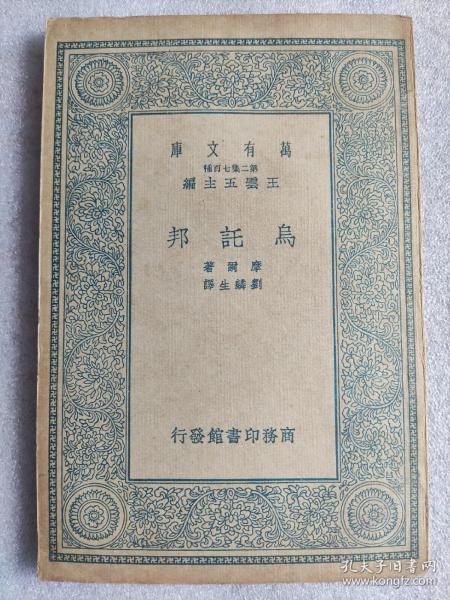 萬有文庫
第二集七百種
王雲五主編
烏託邦
摩爾著
劉麟生譯
商務印書館發行
孔夫子旧书网
www.kongfz.com